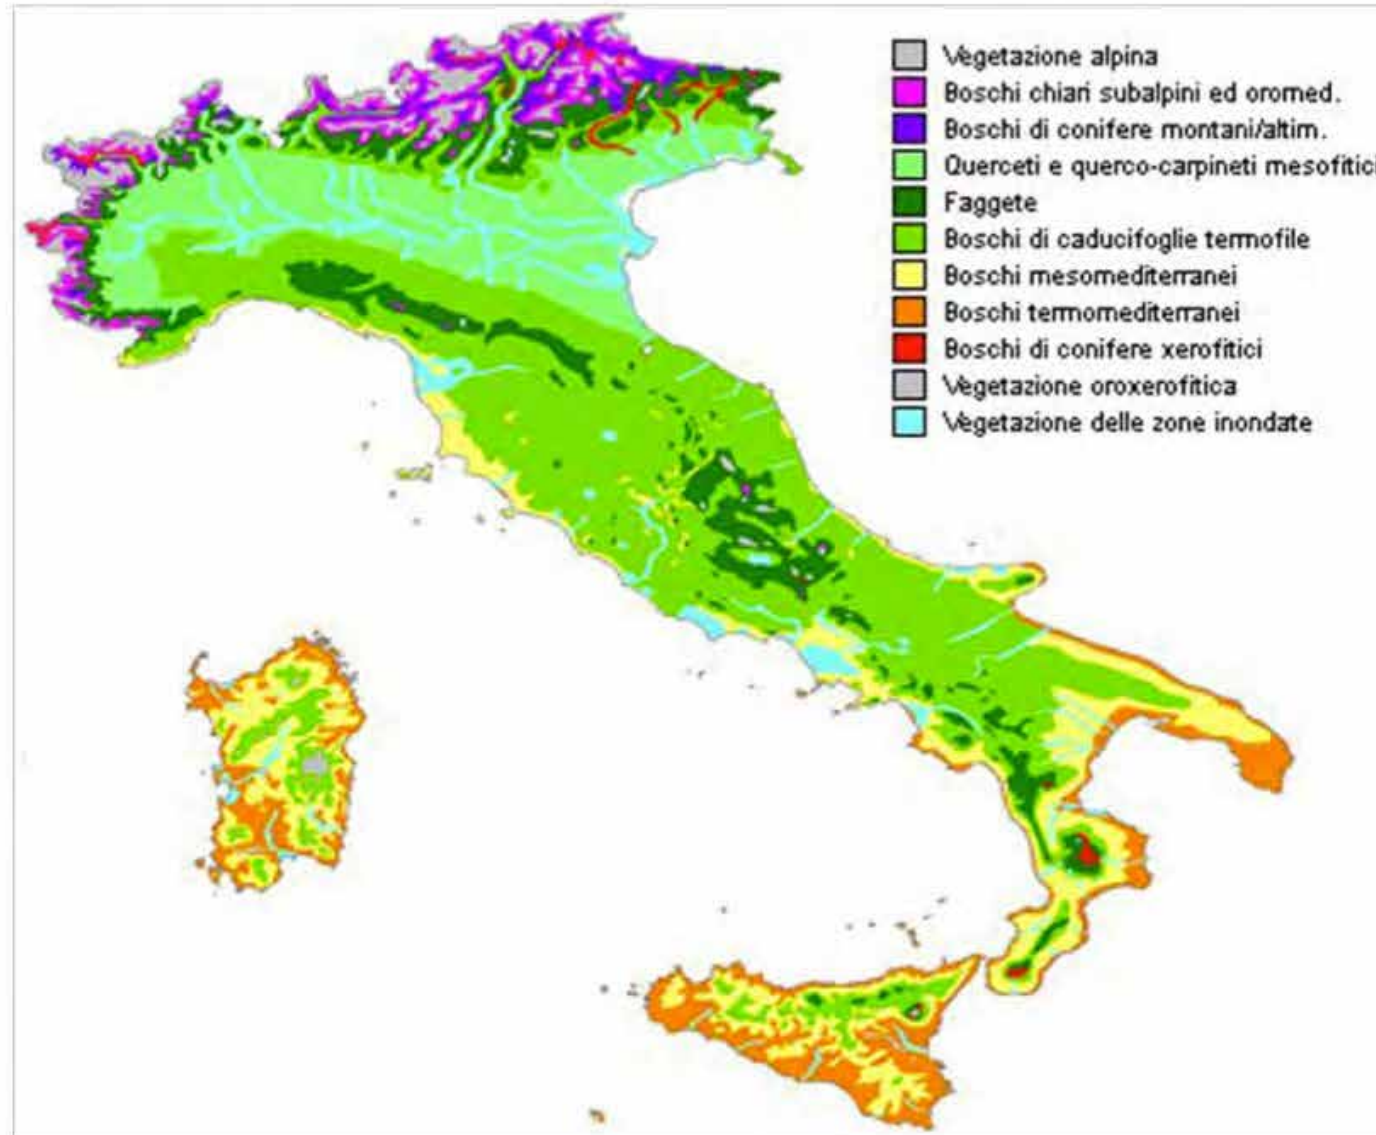 Vegetazione alpina
Boschi chiari subalpini ed oromed.
Boschi di conifere montani/altim.
Querceti e querco-carpineti mesofitici
Faggete
Boschi di caducifoglie termofile
Boschi mesomediterranei
Boschi termomediterranei
Boschi di conifere xerofitici
Vegetazione oroxerofitica
Vegetazione delle zone inondate